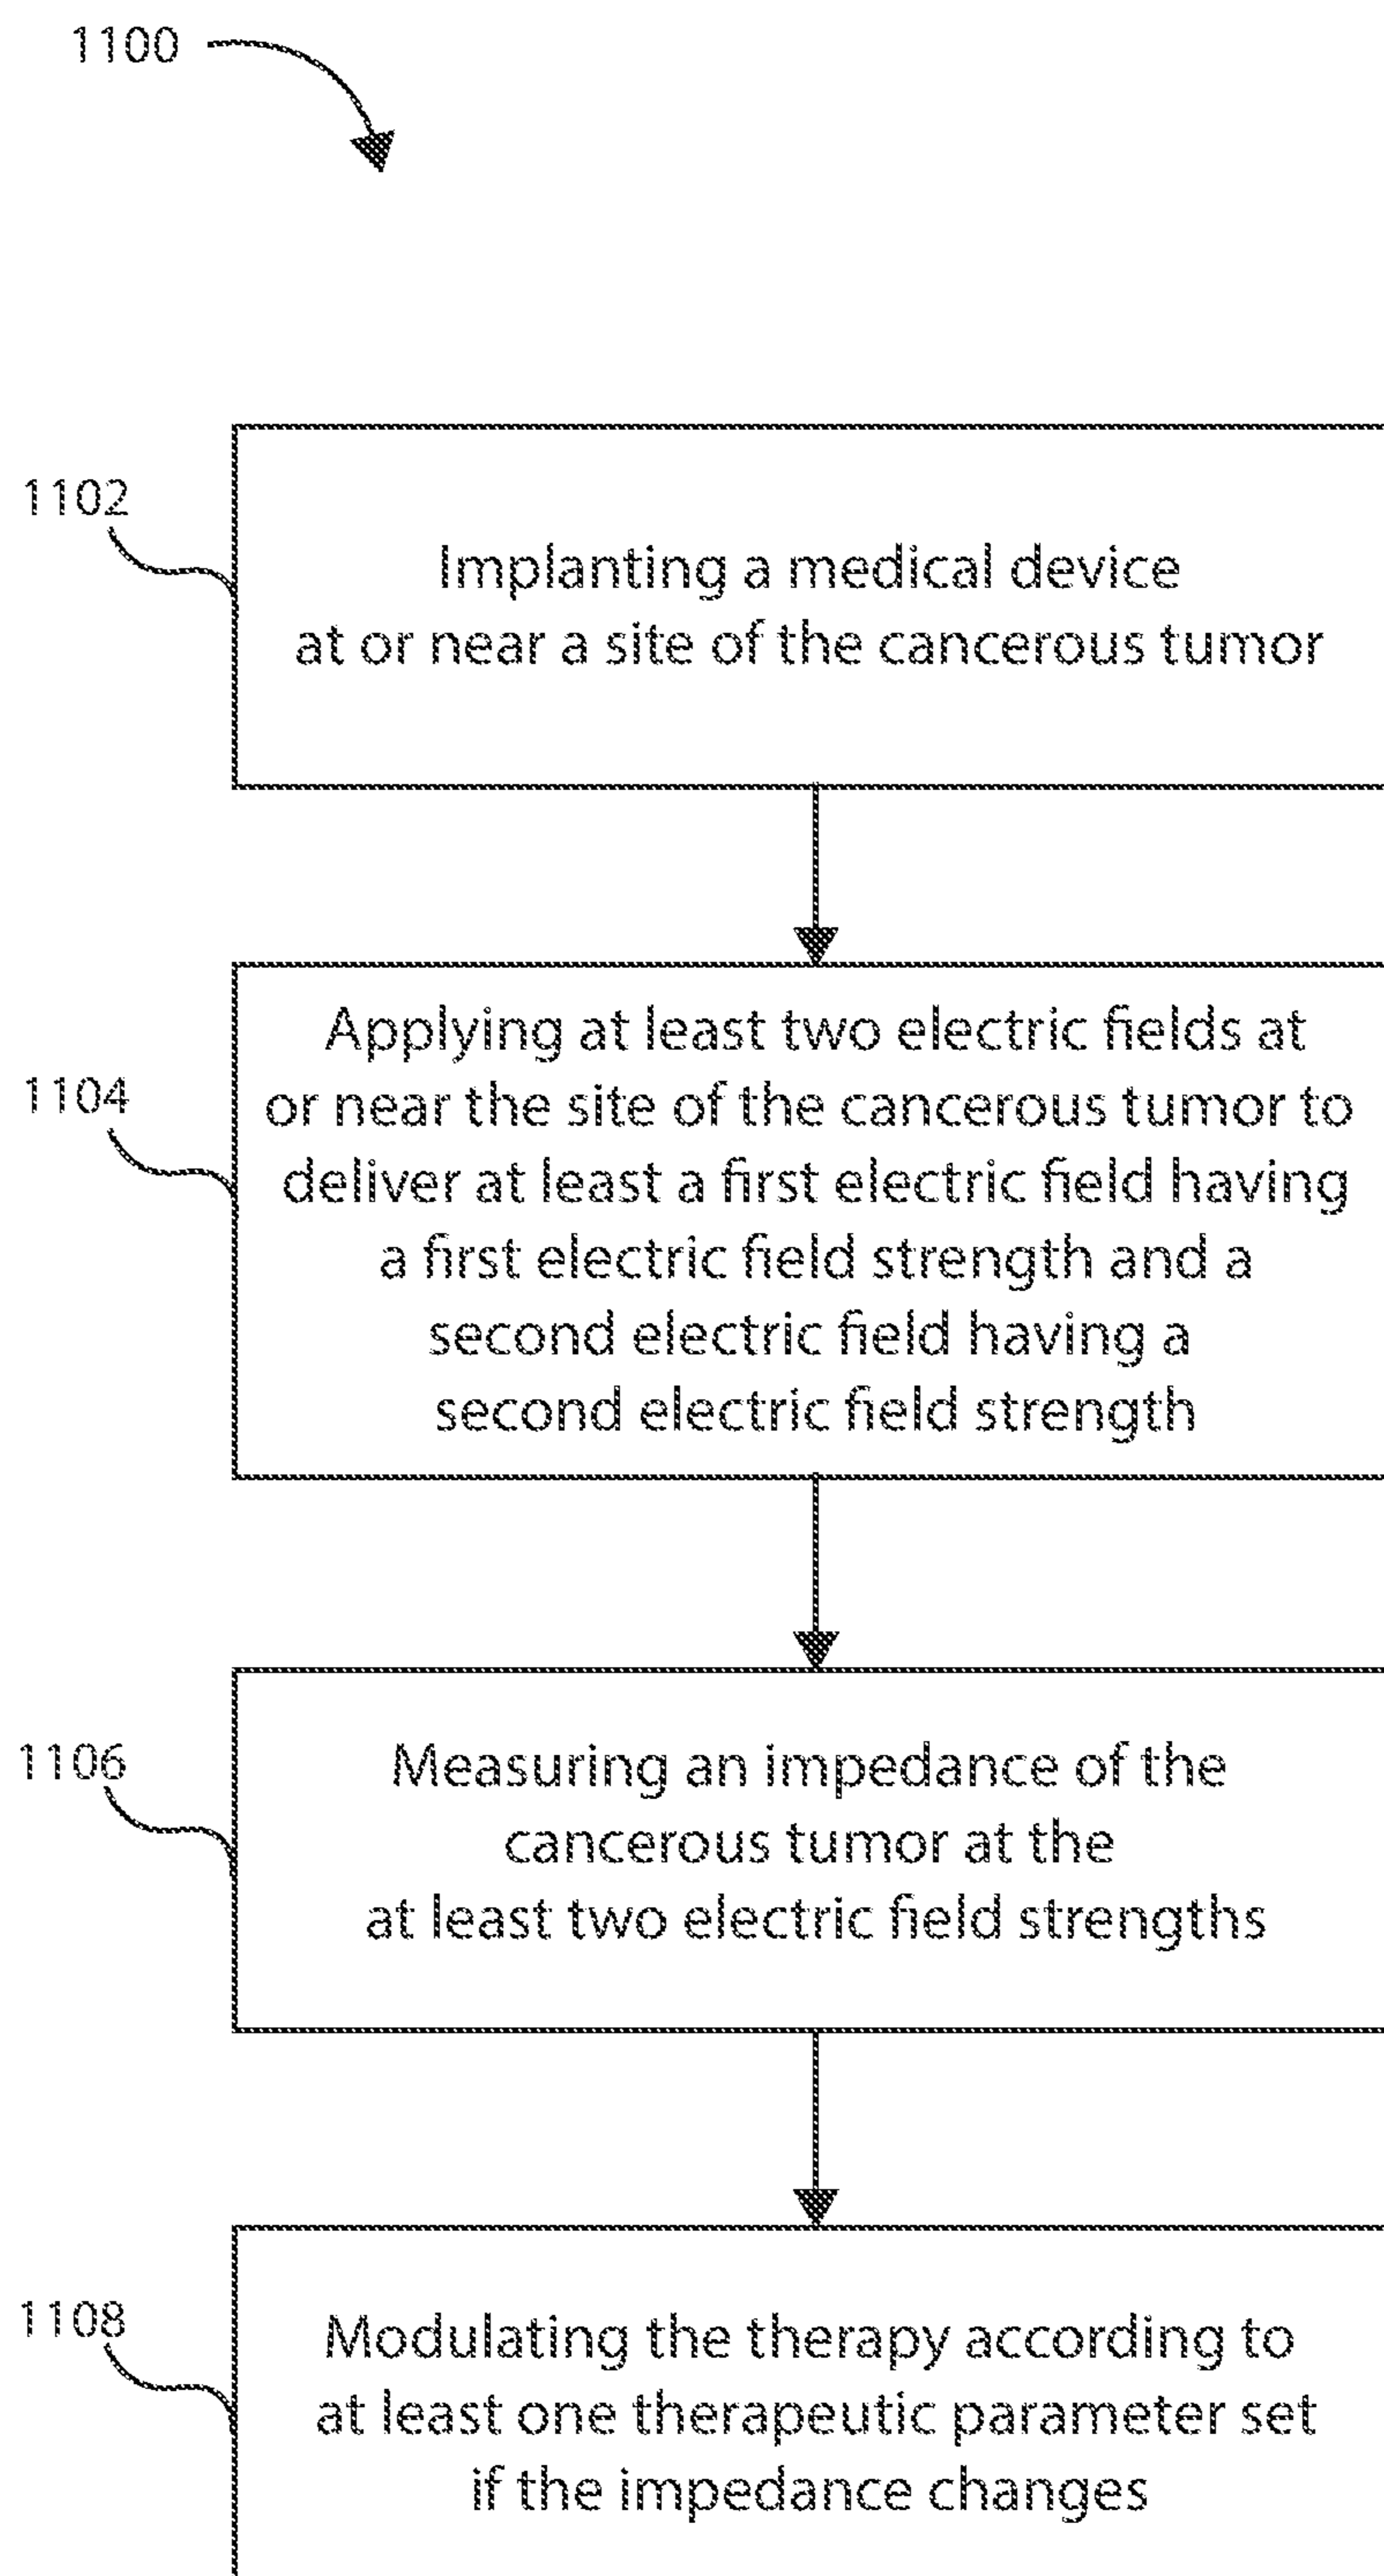 1100
1102
Implanting a medical device
at or near a site of the cancerous tumor
1104
Applying at least two electric fields at
or near the site of the cancerous tumor to
deliver at least a first electric field having
a first electric field strength and a
second electric field having a
second electric field strength
1106
Measuring an impedance of the
cancerous tumor at the
at least two electric field strengths
1108
Modulating the therapy according to
at least one therapeutic parameter set
if the impedance changes